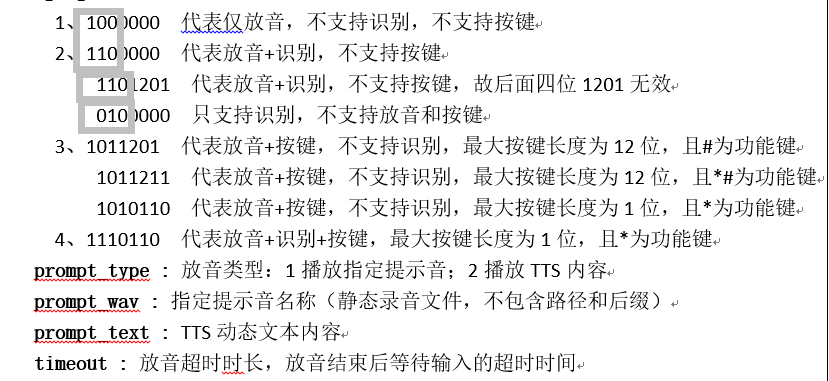 1、1000000 代表仅放音，不支持识别，不支持按键
2、1100000 代表放音+识别，不支持按键
1101201 代表放音+识别，不支持按键，故后面四位 1201 无效
0100000 只支持识别，不支持放音和按键
3、1011201 代表放音+按键，不支持识别，最大按键长度为 12 位，且#为功能键
1011211 代表放音+按键，不支持识别，最大按键长度为 12 位，且*#为功能键
1010110 代表放音+按键，不支持识别，最大按键长度为 1 位，且*为功能键
4、1110110 代表放音+识别+按键，最大按键长度为 1 位，且*为功能键
prompt_type : 放音类型：1 播放指定提示音；2 播放 TTS 内容
prompt_wav : 指定提示音名称（静态录音文件，不包含路径和后缀）
prompt_text : TTS 动态文本内容
timeout : 放音超时时长，放音结束后等待输入的超时时间